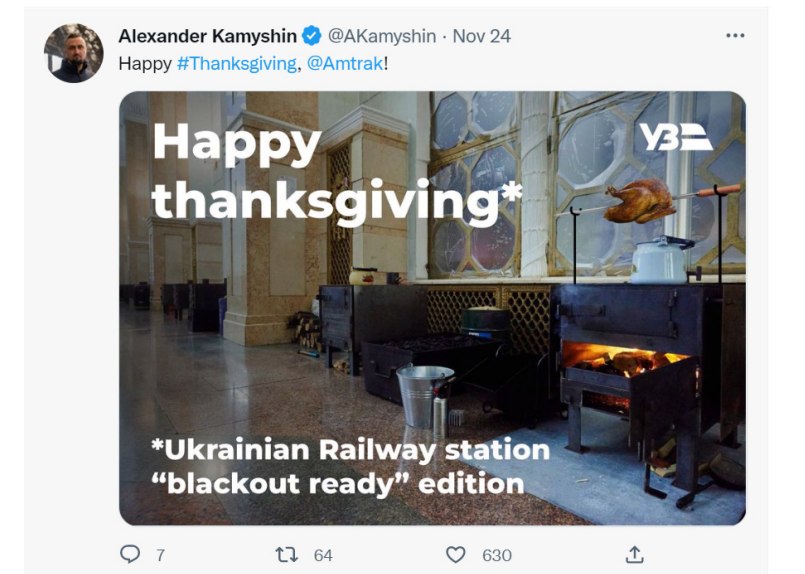 Alexander Kamyshin @AKamyshin · Nov 24
Happy #Thanksgiving, @Amtrak!
Happy
thanksgiving*
УЗ
*Ukrainian Railway station
“blackout ready” edition
7 64 630